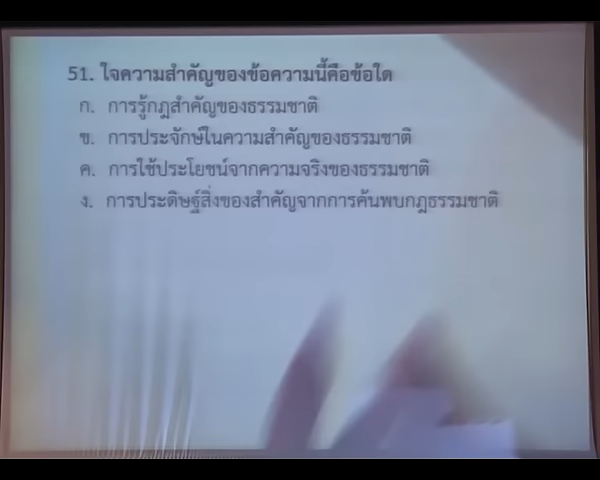 51. ใจความสำคัญของข้อความนี้คือข้อใด
ก. การรู้กฎสำคัญของธรรมชาติ
ข. การประจักษ์ในความสำคัญของธรรมชาติ
ค. การใช้ประโยชน์จากความจริงของธรรมชาติ
ง. การประดิษฐ์สิ่งของสำคัญจากการค้นพบกฎธรรมชาติ